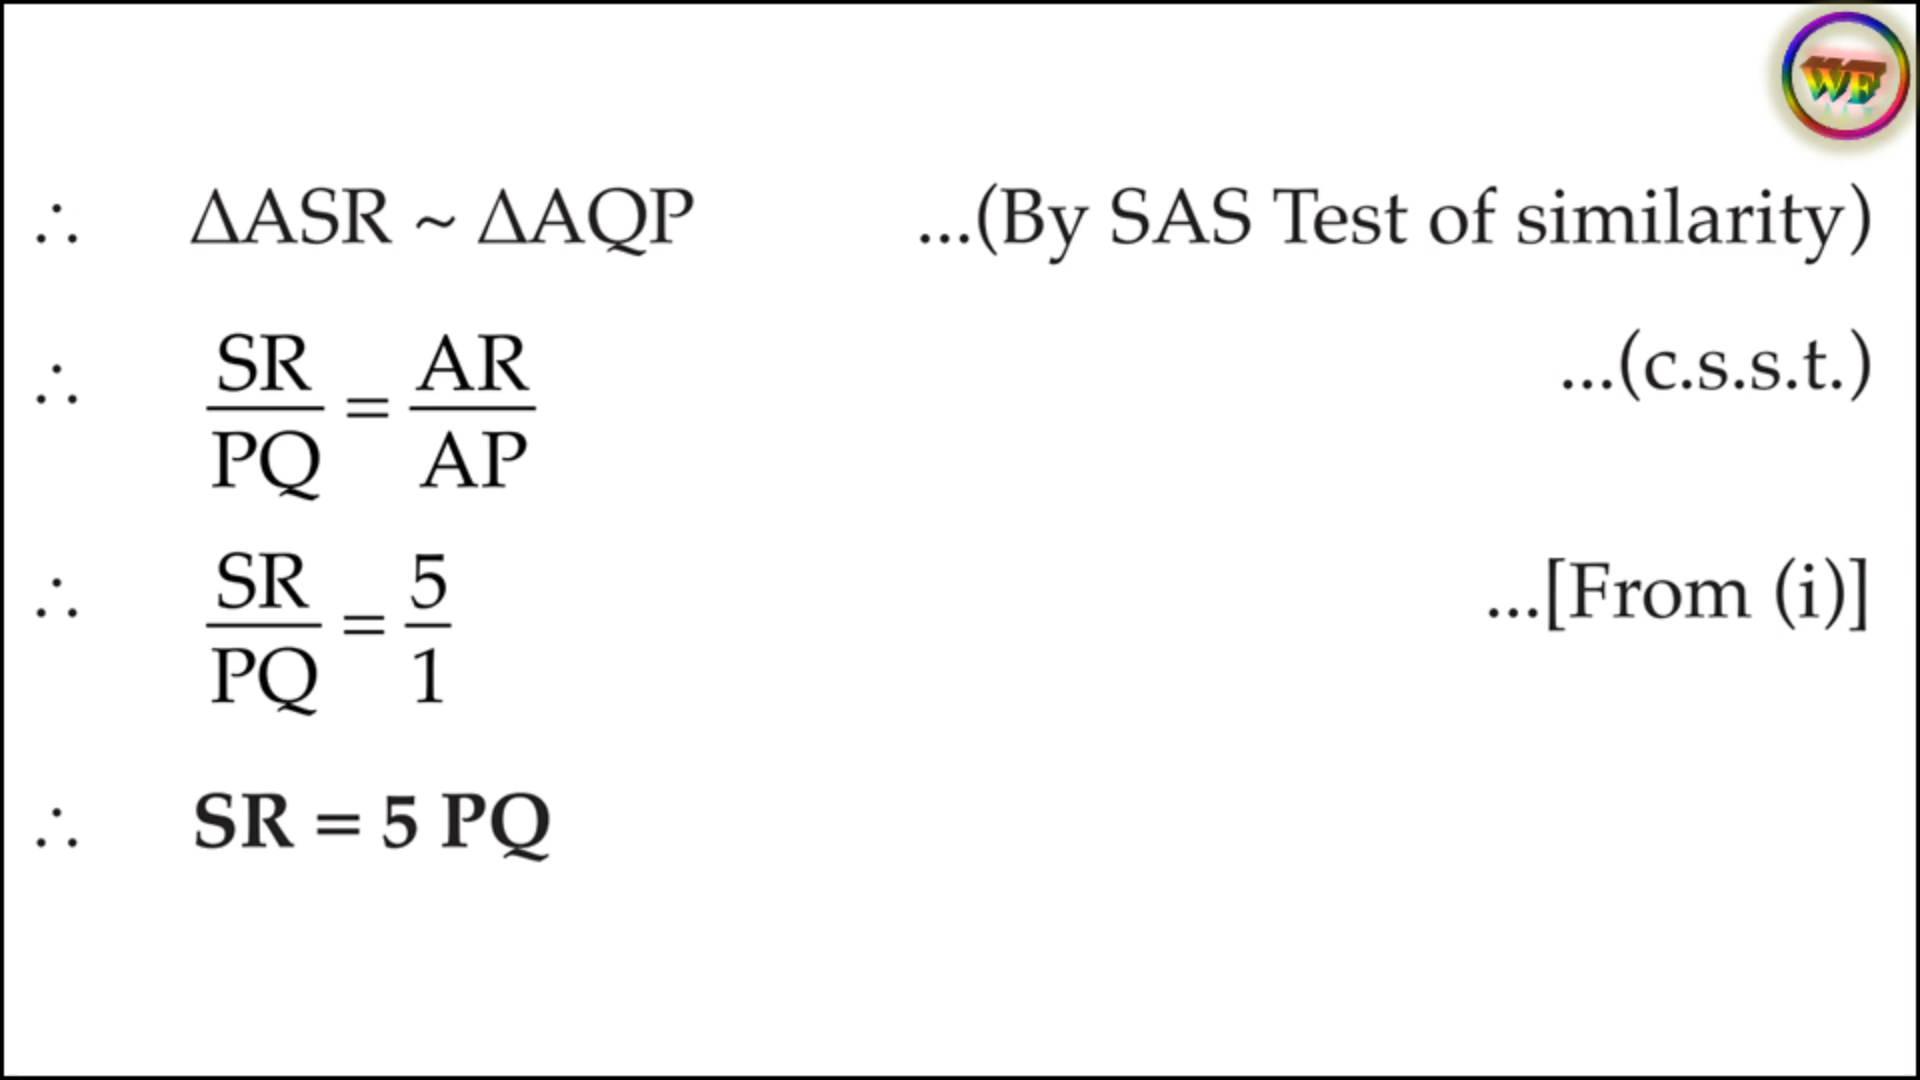 WE
∴ ΔASR ~ ΔAQP ...(By SAS Test of similarity)
∴ SR/PQ = AR/AP ...(c.s.s.t.)
∴ SR/PQ = 5/1 ...[From (i)]
∴ SR = 5 PQ